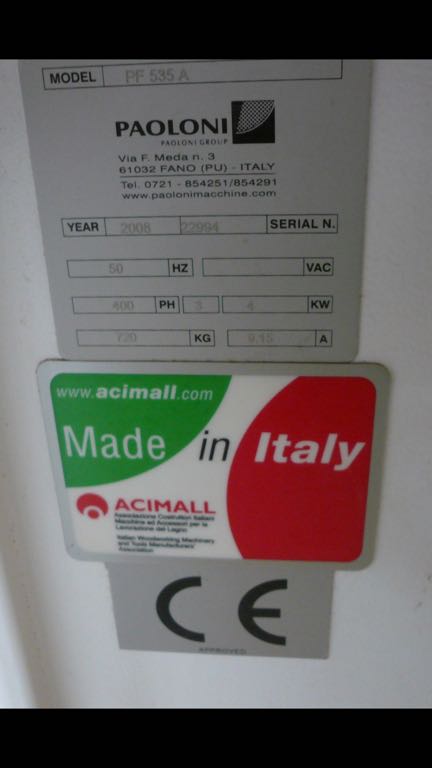 MODEL PF 535 A
PAOLONI
PAOLONI GROUP
Via F. Meda n. 3
61032 FANO (PU) - ITALY
Tel. 0721 - 854251/854291
www.paolonimacchine.com
YEAR 2008 22994 SERIAL N.
50 HZ VAC
400 PH 3 4 KW
720 KG 9,15 A
www.acimall.com
Made in Italy
ACIMALL
Associazione Costruttori Italiani
Macchine ed Accessori per la
Lavorazione del Legno
Italian Woodworking Machinery
and Tools Manufacturers'
Association
CE
APPROVED